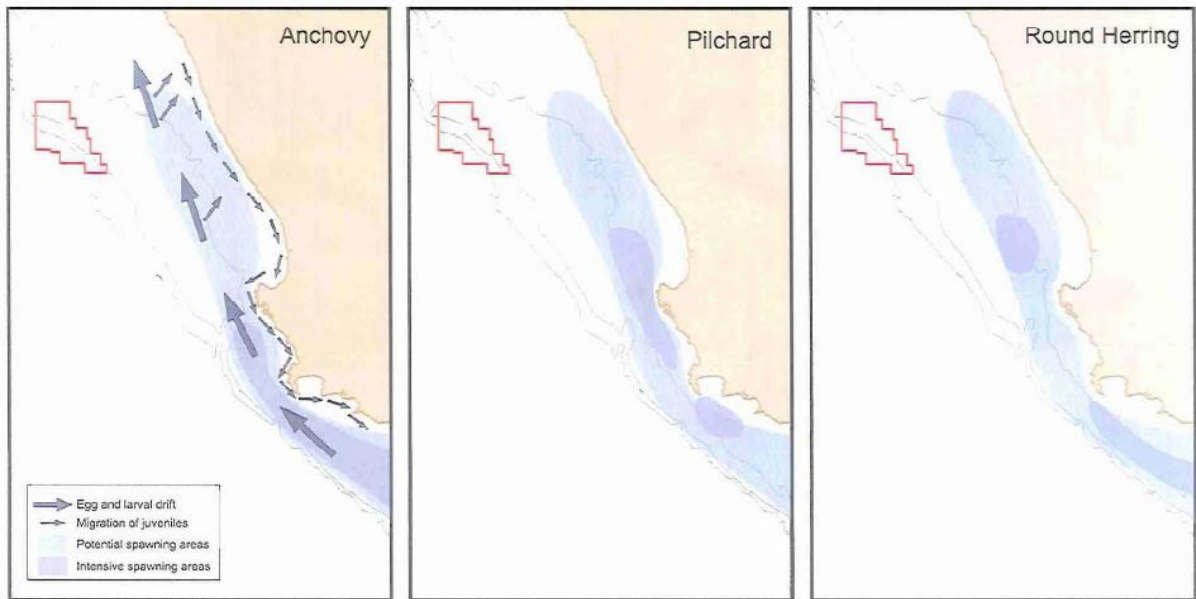 Anchovy
Egg and larval drift
Migration of juveniles
Potential spawning areas
Intensive spawning areas
Pilchard
Round Herring